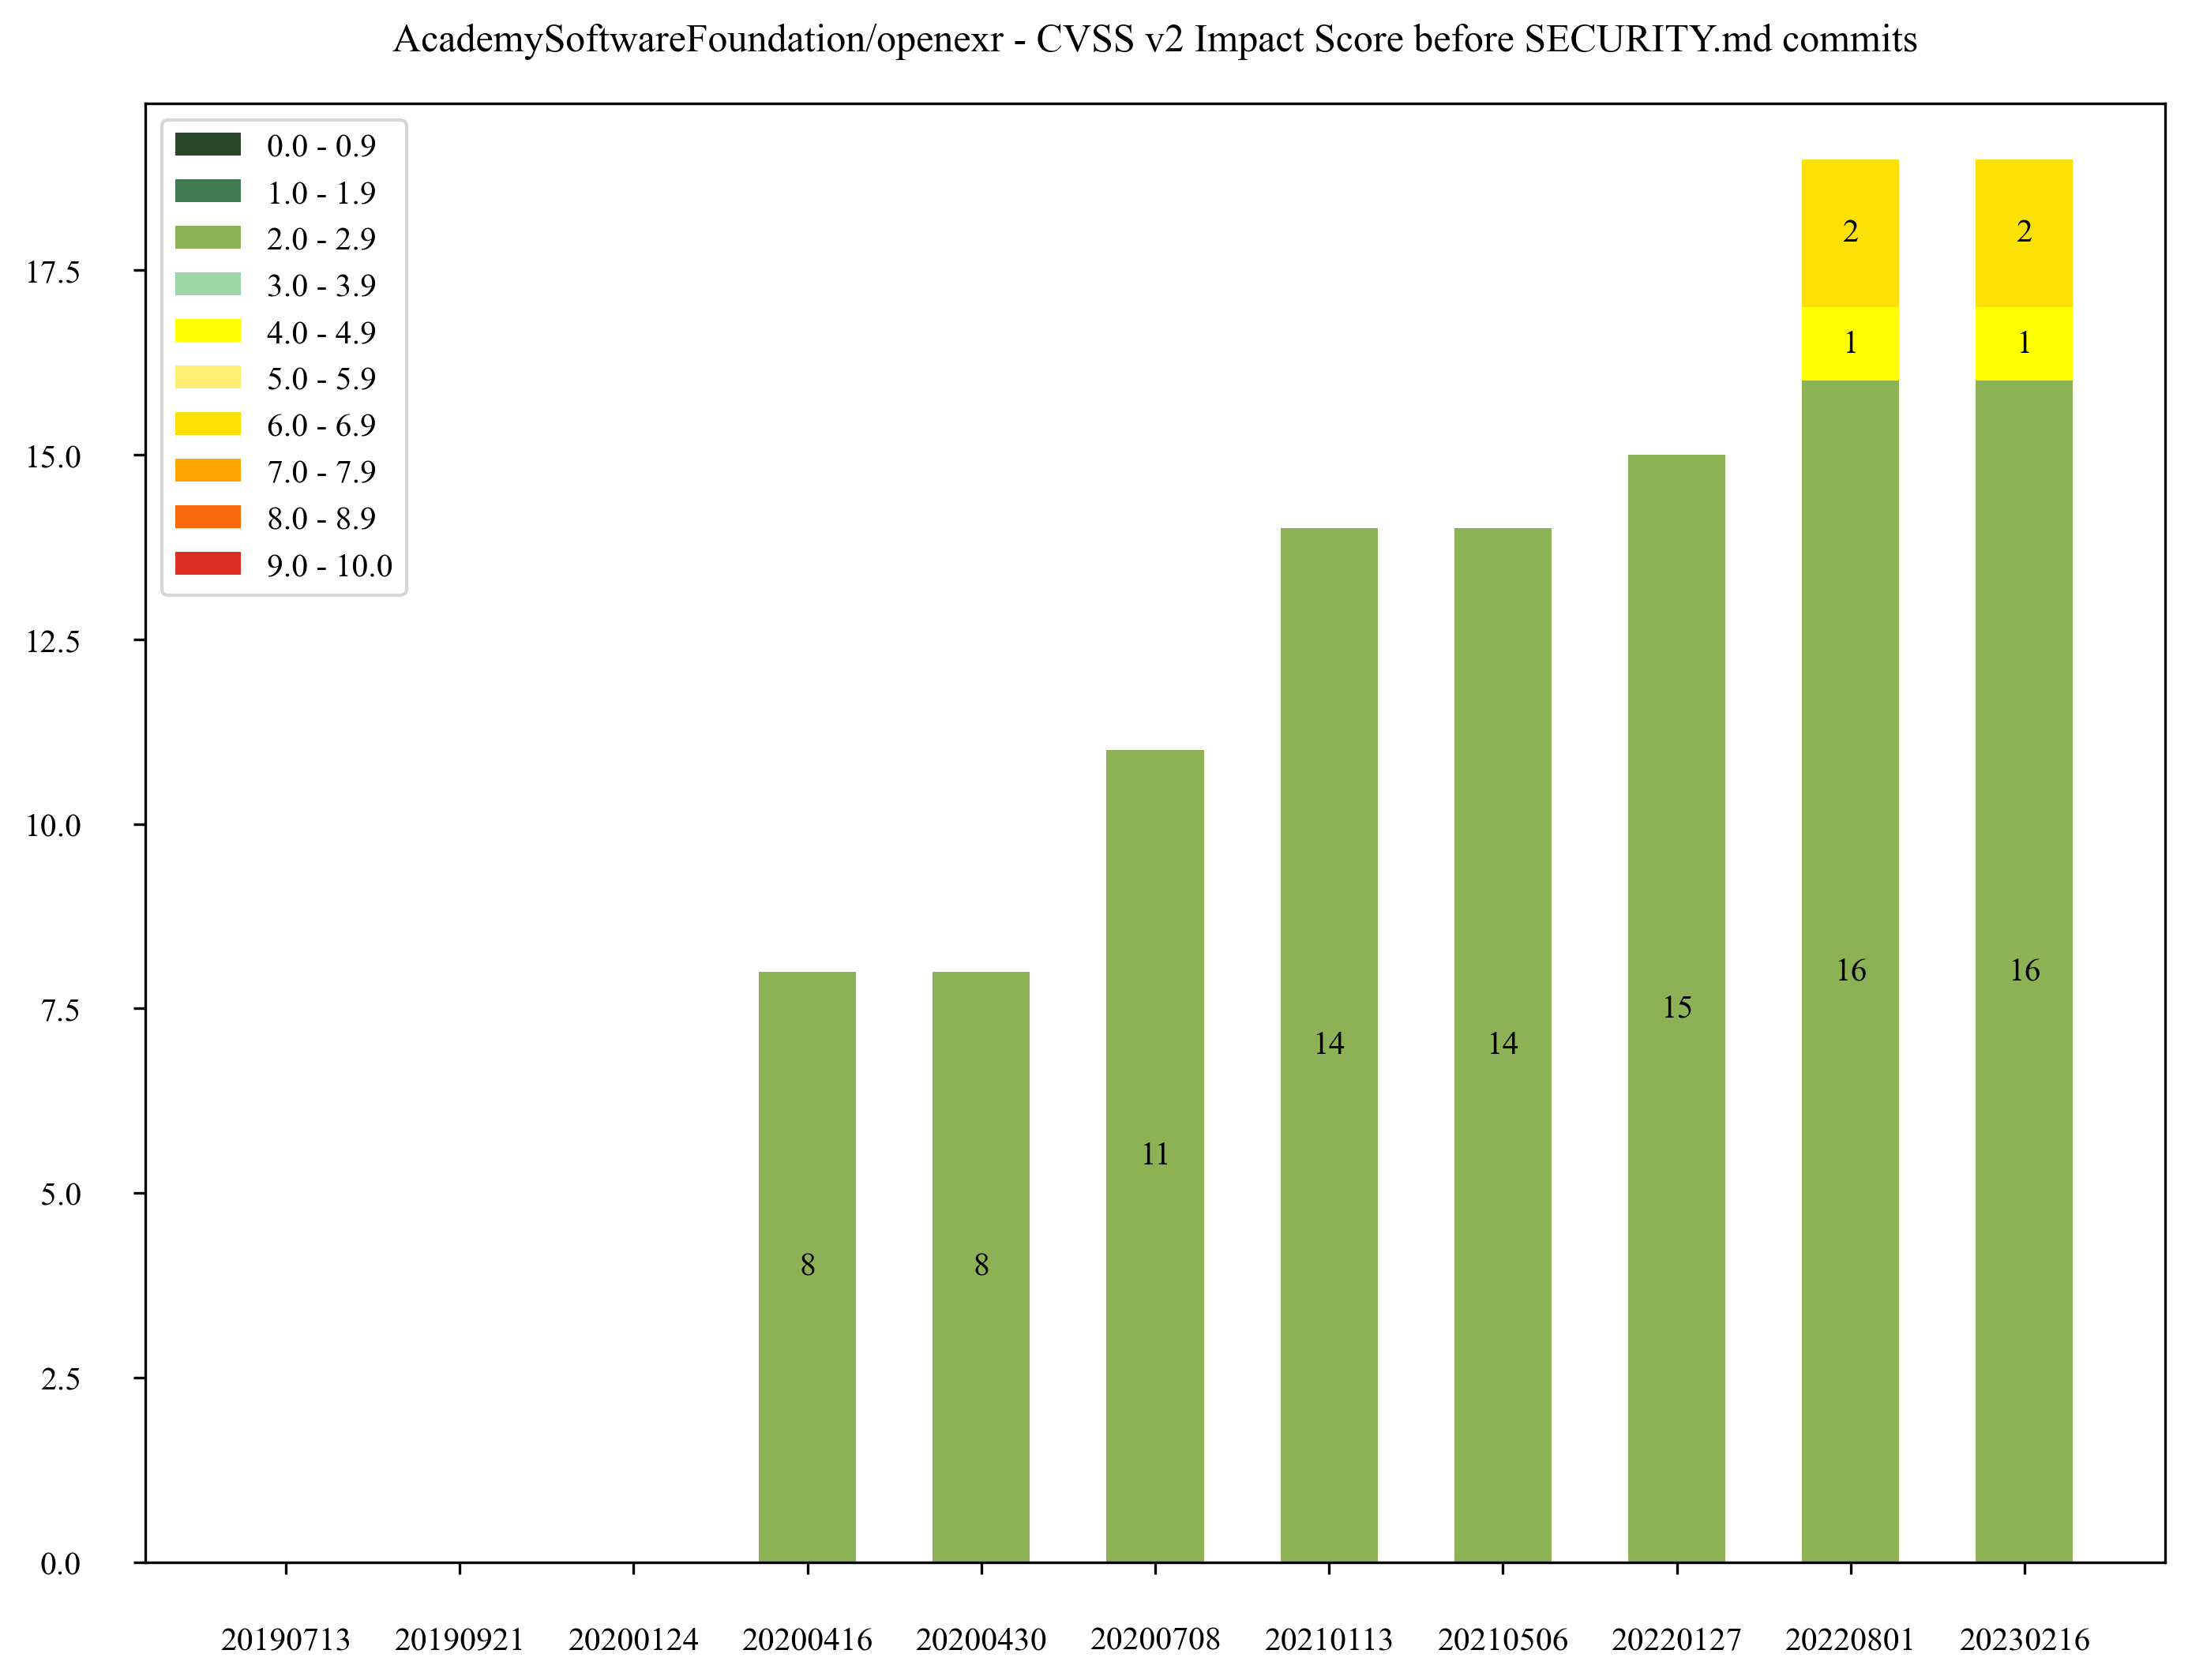 AcademySoftwareFoundation/openexr - CVSS v2 Impact Score before SECURITY.md commits
0.0 - 0.9
1.0 - 1.9
2.0 - 2.9
3.0 - 3.9
4.0 - 4.9
5.0 - 5.9
6.0 - 6.9
7.0 - 7.9
8.0 - 8.9
9.0 - 10.0
17.5
15.0
12.5
10.0
7.5
5.0
2.5
0.0
8
8
11
14
14
15
16
1
2
16
1
2
20190713 20190921 20200124 20200416 20200430 20200708 20210113 20210506 20220127 20220801 20230216